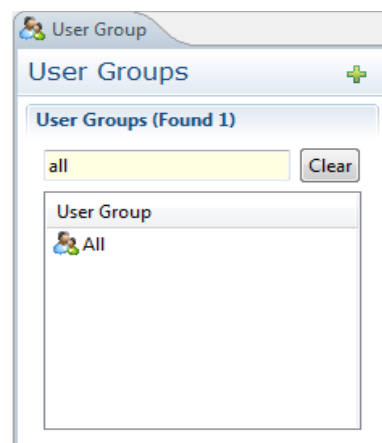 User Group
User Groups
User Groups (Found 1)
all Clear
User Group
All